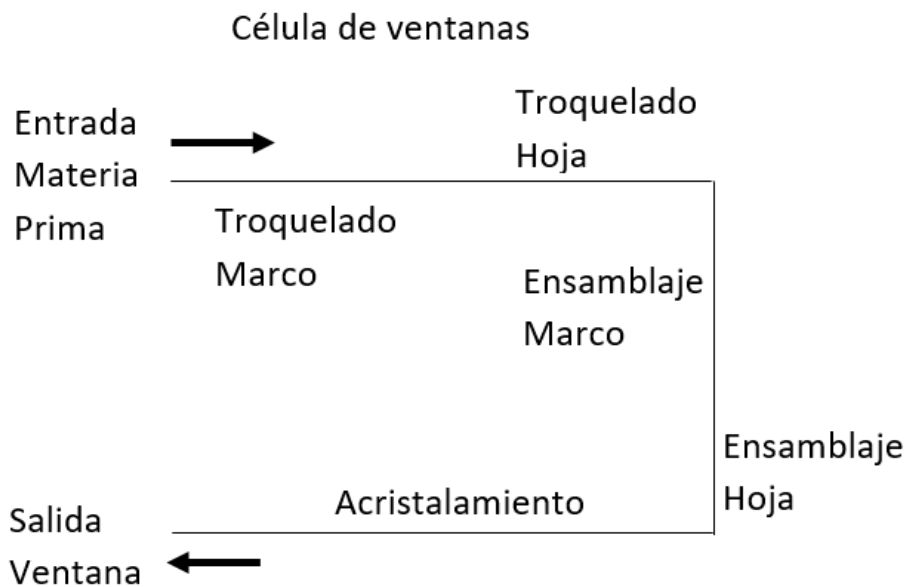 Célula de ventanas
Entrada
Materia
Prima
Troquelado
Hoja
Troquelado
Marco
Ensamblaje
Marco
Ensamblaje
Hoja
Acristalamiento
Salida
Ventana